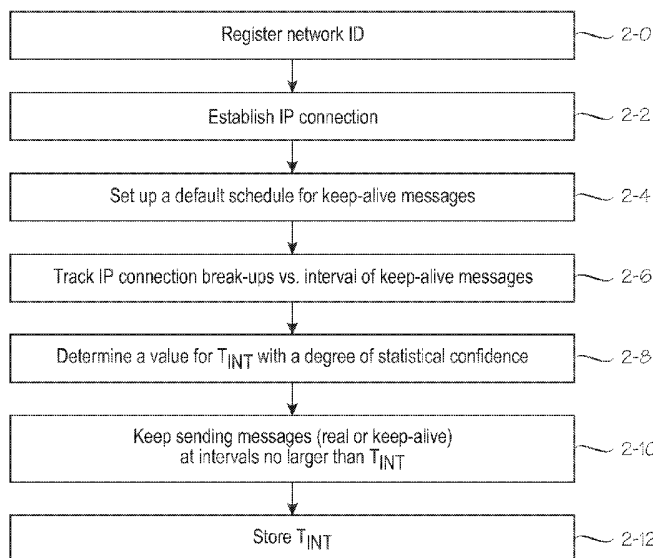 Register network ID
2-0
Establish IP connection
2-2
Set up a default schedule for keep-alive messages
2-4
Track IP connection break-ups vs. interval of keep-alive messages
2-6
Determine a value for TINT with a degree of statistical confidence
2-8
Keep sending messages (real or keep-alive)
at intervals no larger than TINT
2-10
Store TINT
2-12